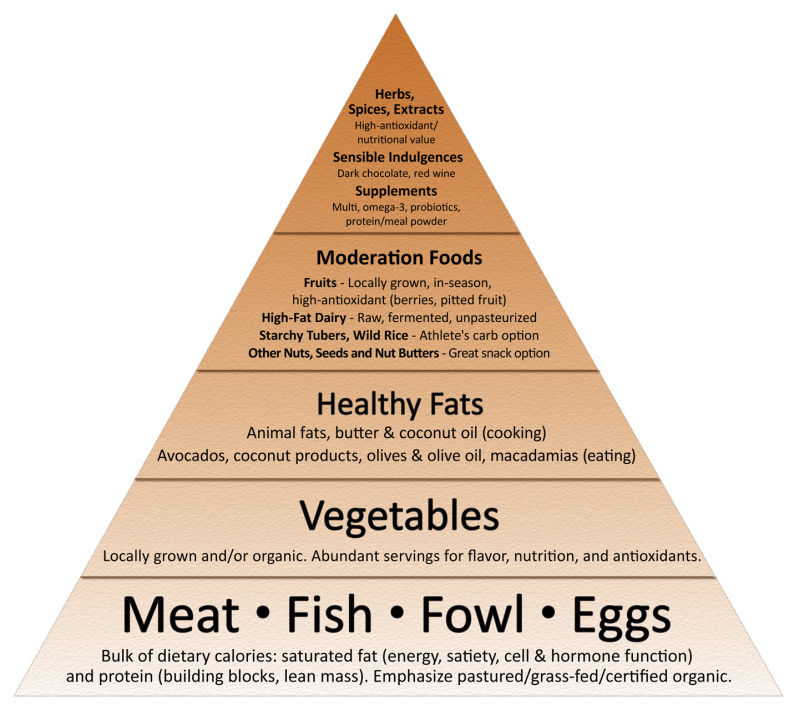 Herbs,
Spices, Extracts
High-antioxidant/
nutritional value
Sensible Indulgences
Dark chocolate, red wine
Supplements
Multi, omega-3, probiotics,
protein/meal powder
Moderation Foods
Fruits - Locally grown, in-season,
high-antioxidant (berries, pitted fruit)
High-Fat Dairy - Raw, fermented, unpasteurized
Starchy Tubers, Wild Rice - Athlete's carb option
Other Nuts, Seeds and Nut Butters - Great snack option
Healthy Fats
Animal fats, butter & coconut oil (cooking)
Avocados, coconut products, olives & olive oil, macadamias (eating)
Vegetables
Locally grown and/or organic. Abundant servings for flavor, nutrition, and antioxidants.
Meat • Fish • Fowl • Eggs
Bulk of dietary calories: saturated fat (energy, satiety, cell & hormone function)
and protein (building blocks, lean mass). Emphasize pastured/grass-fed/certified organic.